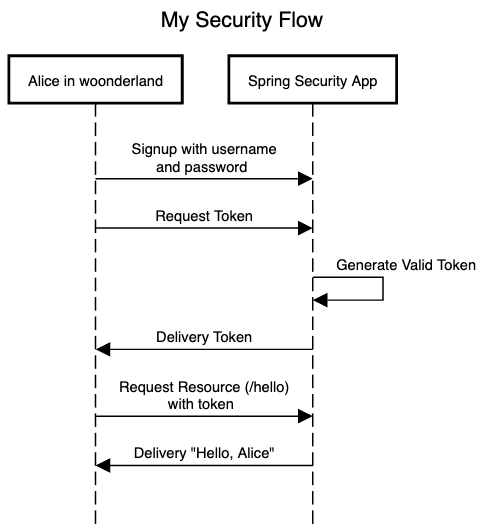 My Security Flow
Alice in woonderland
Spring Security App
Signup with username
and password
Request Token
Generate Valid Token
Delivery Token
Request Resource (/hello)
with token
Delivery "Hello, Alice"